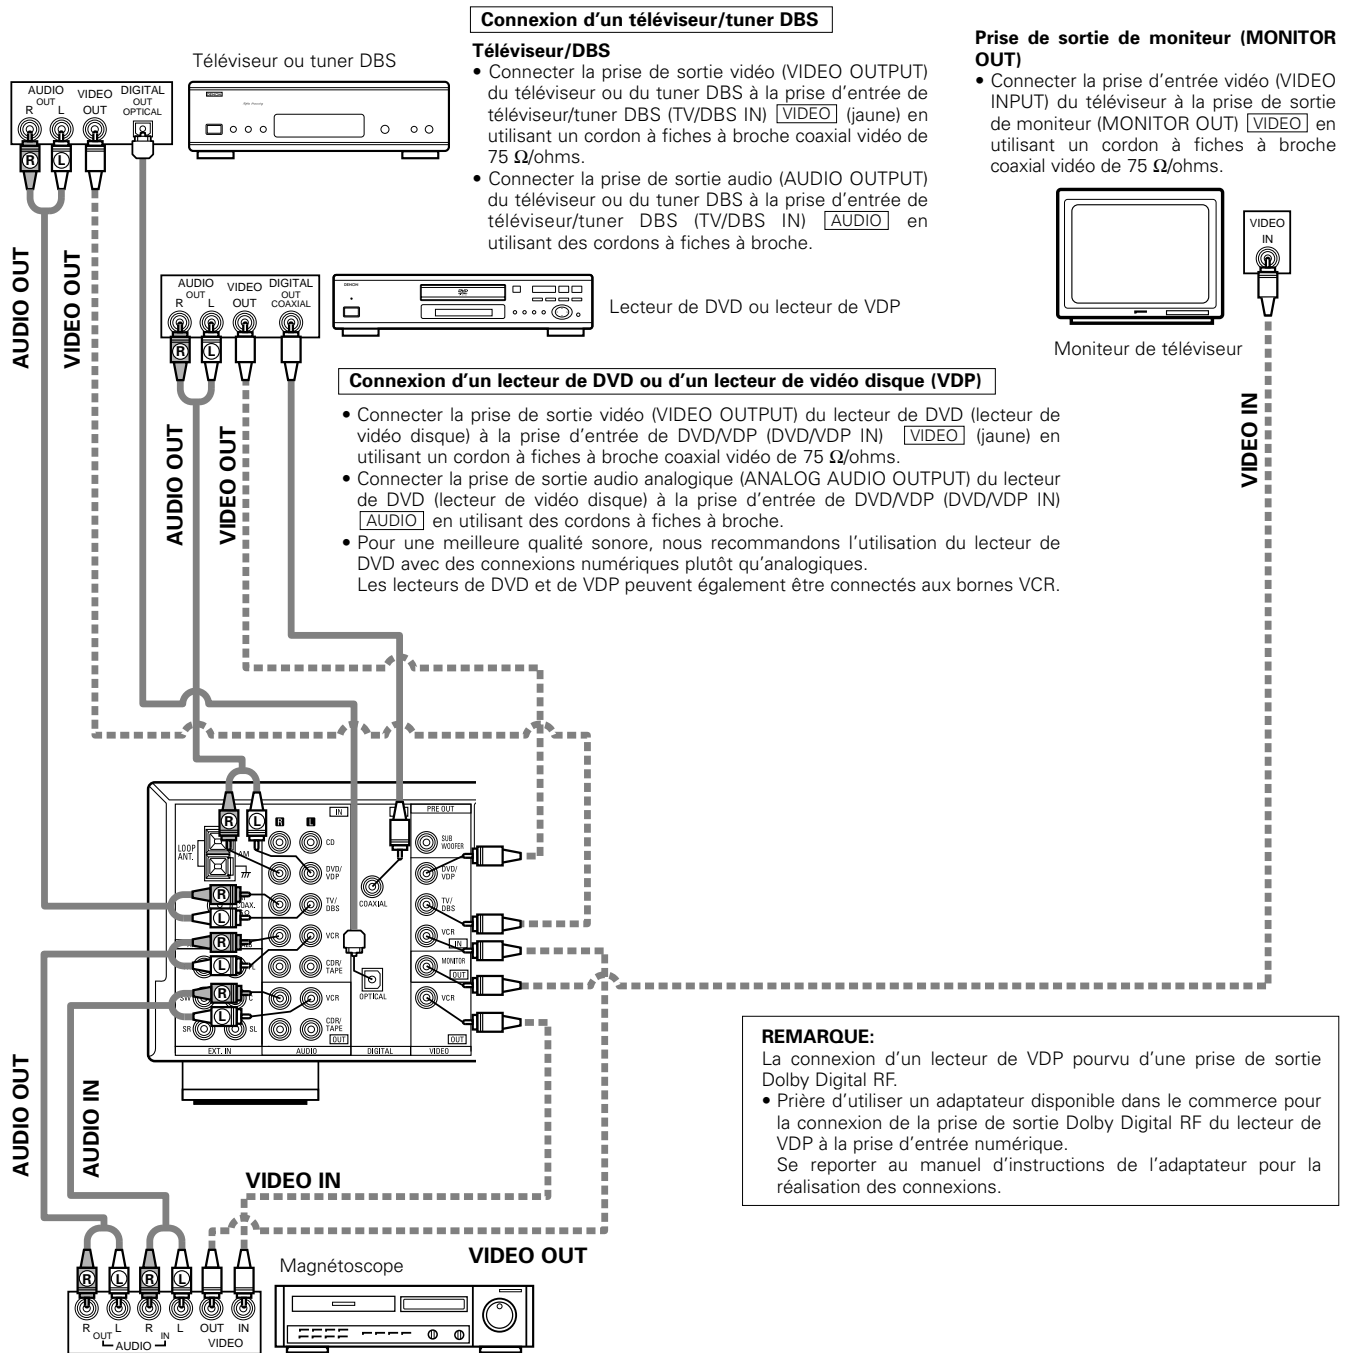 Connexion d'un téléviseur/tuner DBS
Téléviseur/DBS
• Connecter la prise de sortie vidéo (VIDEO OUTPUT)
du téléviseur ou du tuner DBS à la prise d'entrée de
téléviseur/tuner DBS (TV/DBS IN) VIDEO (jaune) en
utilisant un cordon à fiches à broche coaxial vidéo de
75 Ω/ohms.
• Connecter la prise de sortie audio (AUDIO OUTPUT)
du téléviseur ou du tuner DBS à la prise d'entrée de
téléviseur/tuner DBS (TV/DBS IN) AUDIO en
utilisant des cordons à fiches à broche.
Prise de sortie de moniteur (MONITOR
OUT)
• Connecter la prise d'entrée vidéo (VIDEO
INPUT) du téléviseur à la prise de sortie
de moniteur (MONITOR OUT) VIDEO en
utilisant un cordon à fiches à broche
coaxial vidéo de 75 Ω/ohms.
Téléviseur ou tuner DBS
AUDIO
OUT
R L
VIDEO
OUT
DIGITAL
OUT
OPTICAL
DENON
R L
AUDIO OUT
VIDEO OUT
VIDEO
IN
Moniteur de téléviseur
VIDEO IN
AUDIO
OUT
R L
VIDEO
OUT
DIGITAL
OUT
COAXIAL
DENON
R L
Lecteur de DVD ou lecteur de VDP
AUDIO OUT
VIDEO OUT
Connexion d'un lecteur de DVD ou d'un lecteur de vidéo disque (VDP)
• Connecter la prise de sortie vidéo (VIDEO OUTPUT) du lecteur de DVD (lecteur de
vidéo disque) à la prise d'entrée de DVD/VDP (DVD/VDP IN) VIDEO (jaune) en
utilisant un cordon à fiches à broche coaxial vidéo de 75 Ω/ohms.
• Connecter la prise de sortie audio analogique (ANALOG AUDIO OUTPUT) du lecteur
de DVD (lecteur de vidéo disque) à la prise d'entrée de DVD/VDP (DVD/VDP IN)
AUDIO en utilisant des cordons à fiches à broche.
• Pour une meilleure qualité sonore, nous recommandons l'utilisation du lecteur de
DVD avec des connexions numériques plutôt qu'analogiques.
Les lecteurs de DVD et de VDP peuvent également être connectés aux bornes VCR.
LOOP
ANT.
AM
COAX.
R L
IN
R L
CD
DVD/
VDP
TV/
DBS
VCR
CDR/
TAPE
VCR
CDR/
TAPE
OUT
SW
C
SR
SL
COAXIAL
OPTICAL
PRE OUT
SUB
WOOFER
DVD/
VDP
TV/
DBS
VCR
IN
MONITOR
OUT
VCR
OUT
R
L
R
L
R
L
EXT. IN
AUDIO
DIGITAL
VIDEO
REMARQUE:
La connexion d'un lecteur de VDP pourvu d'une prise de sortie
Dolby Digital RF.
• Prière d'utiliser un adaptateur disponible dans le commerce pour
la connexion de la prise de sortie Dolby Digital RF du lecteur de
VDP à la prise d'entrée numérique.
Se reporter au manuel d'instructions de l'adaptateur pour la
réalisation des connexions.
AUDIO OUT
AUDIO IN
VIDEO IN
VIDEO OUT
Magnétoscope
R L R L
R L R L OUT IN
OUT AUDIO IN VIDEO